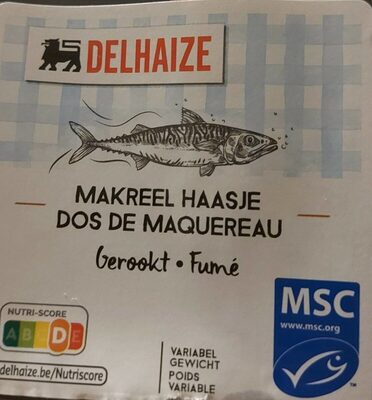 DELHAIZE
MAKREEL HAASJE
DOS DE MAQUEREAU
Gerookt • Fumé
NUTRI-SCORE
A B C D E
delhaize.be/Nutriscore
VARIABEL
GEWICHT
POIDS
VARIABLE
MSC
www.msc.org
TM